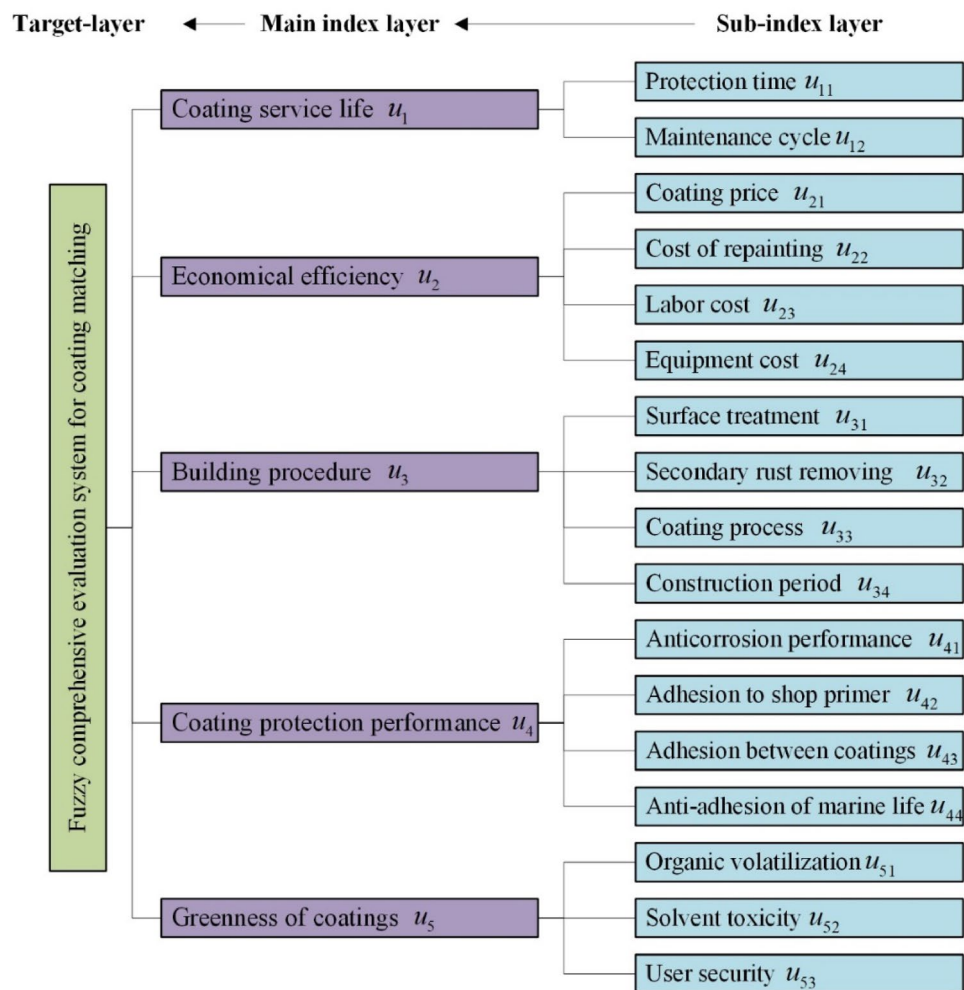 Target-layer Main index layer Sub-index layer
Fuzzy comprehensive evaluation system for coating matching
Coating service life u₁
Protection time u₁₁
Maintenance cycle u₁₂
Economical efficiency u₂
Coating price u₂₁
Cost of repainting u₂₂
Labor cost u₂₃
Equipment cost u₂₄
Building procedure u₃
Surface treatment u₃₁
Secondary rust removing u₃₂
Coating process u₃₃
Construction period u₃₄
Coating protection performance u₄
Anticorrosion performance u₄₁
Adhesion to shop primer u₄₂
Adhesion between coatings u₄₃
Anti-adhesion of marine life u₄₄
Greenness of coatings u₅
Organic volatilization u₅₁
Solvent toxicity u₅₂
User security u₅₃